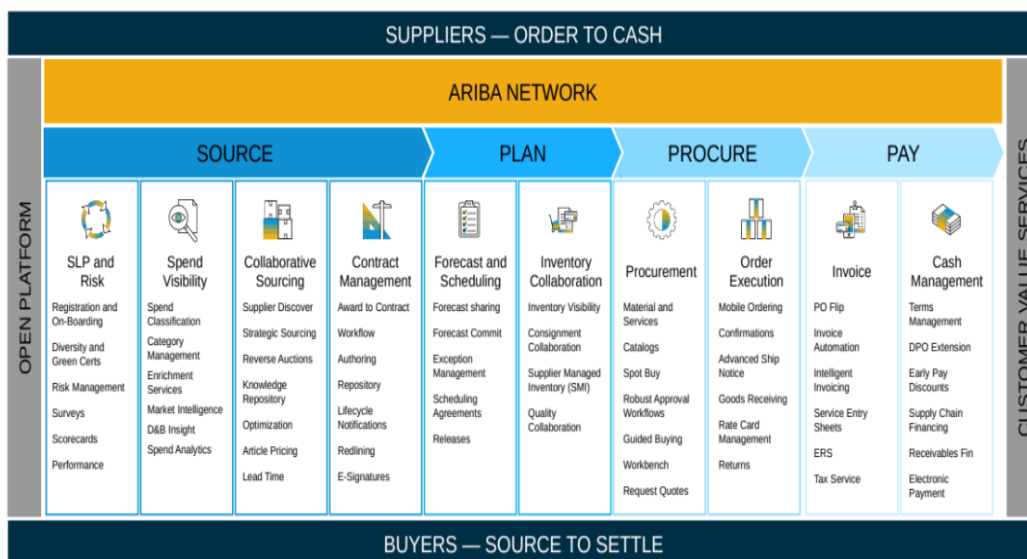 SUPPLIERS — ORDER TO CASH
OPEN PLATFORM
ARIBA NETWORK
SOURCE
PLAN
PROCURE
PAY
SLP and
Risk
Registration and
On-Boarding
Diversity and
Green Certs
Risk Management
Surveys
Scorecards
Performance
Spend
Visibility
Spend
Classification
Category
Management
Enrichment
Services
Market Intelligence
D&B Insight
Spend Analytics
Collaborative
Sourcing
Supplier Discover
Strategic Sourcing
Reverse Auctions
Knowledge
Repository
Optimization
Article Pricing
Lead Time
Contract
Management
Award to Contract
Workflow
Authoring
Repository
Lifecycle
Notifications
Redlining
E-Signatures
Forecast and
Scheduling
Forecast sharing
Forecast Commit
Exception
Management
Scheduling
Agreements
Releases
Inventory
Collaboration
Inventory Visibility
Consignment
Collaboration
Supplier Managed
Inventory (SMI)
Quality
Collaboration
Procurement
Material and
Services
Catalogs
Spot Buy
Robust Approval
Workflows
Guided Buying
Workbench
Request Quotes
Order
Execution
Mobile Ordering
Confirmations
Advanced Ship
Notice
Goods Receiving
Rate Card
Management
Returns
Invoice
PO Flip
Invoice
Automation
Intelligent
Invoicing
Service Entry
Sheets
ERS
Tax Service
Cash
Management
Terms
Management
DPO Extension
Early Pay
Discounts
Supply Chain
Financing
Receivables Fin
Electronic
Payment
CUSTOMER VALUE SERVICES
BUYERS — SOURCE TO SETTLE